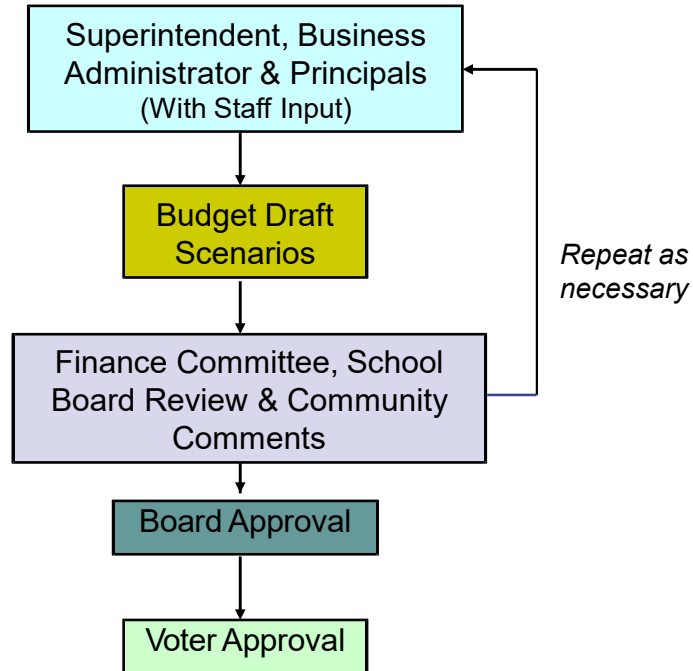 Superintendent, Business
Administrator & Principals
(With Staff Input)
Budget Draft
Scenarios
Repeat as
necessary
Finance Committee, School
Board Review & Community
Comments
Board Approval
Voter Approval